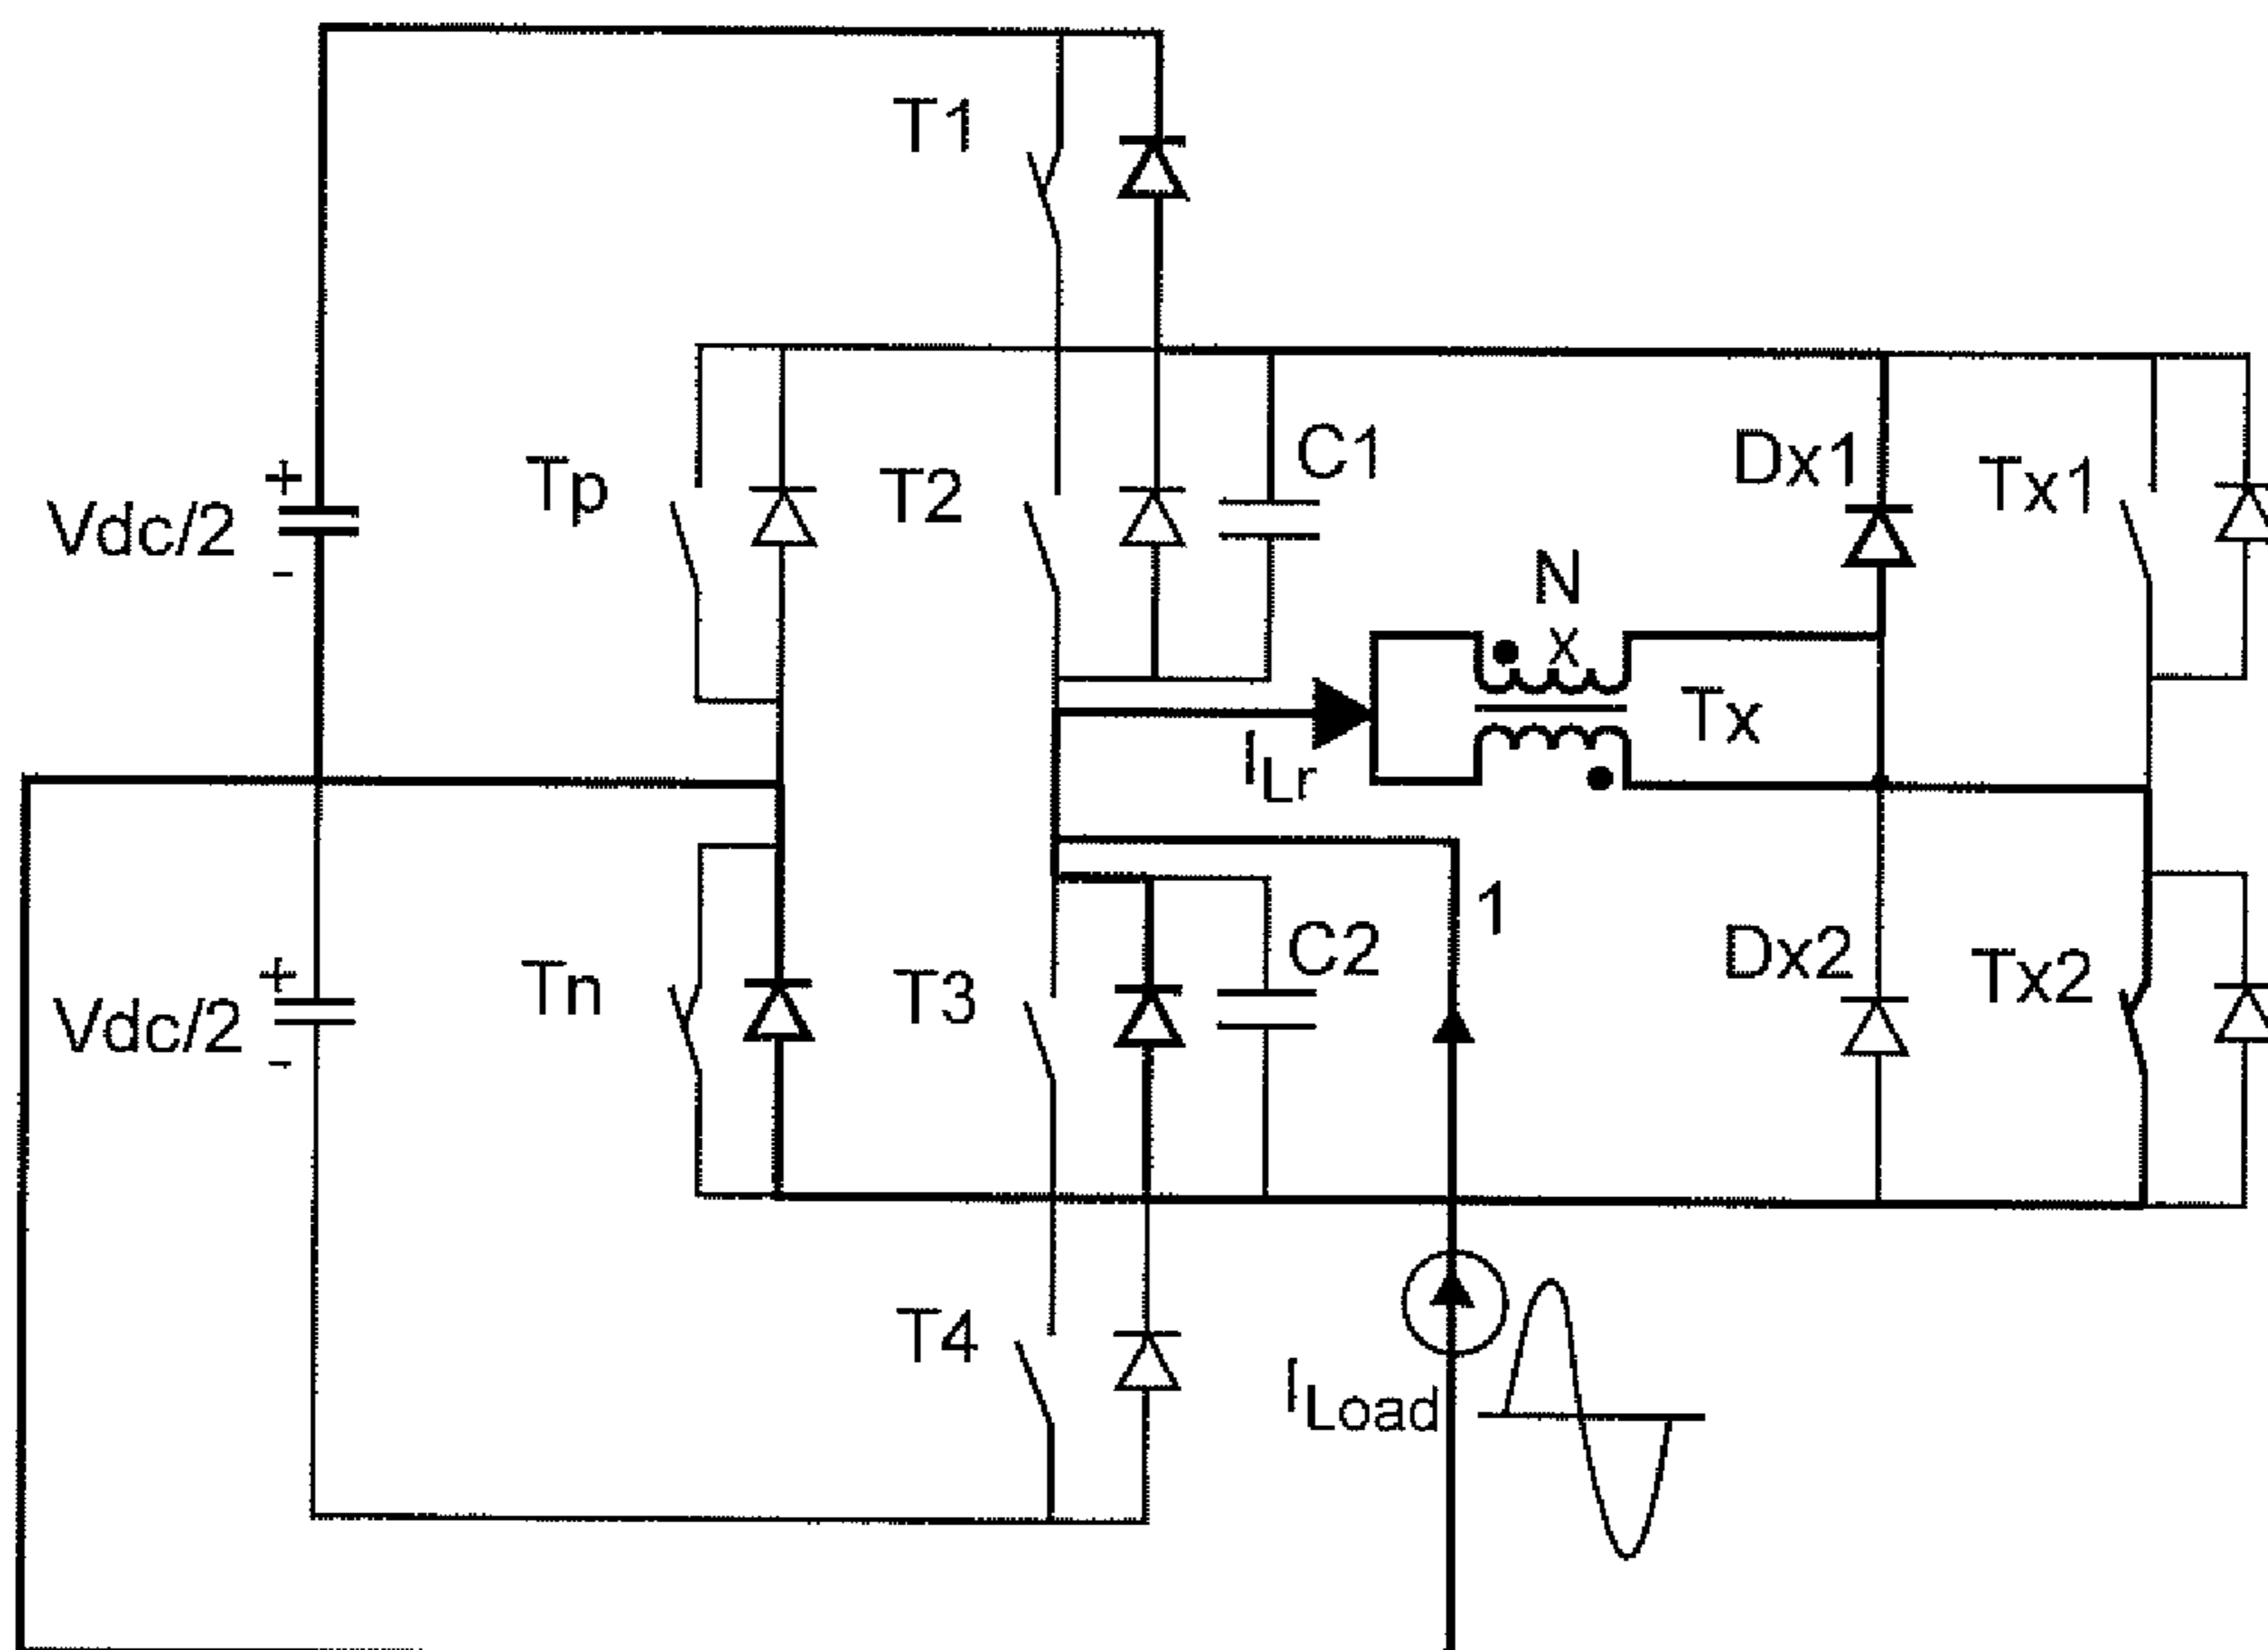 T1
+
Vdc/2
-
Tp
T2
C1
Dx1
Tx1
N
x
Tx
ILr
1
+
Vdc/2
-
Tn
T3
C2
Dx2
Tx2
T4
ILoad